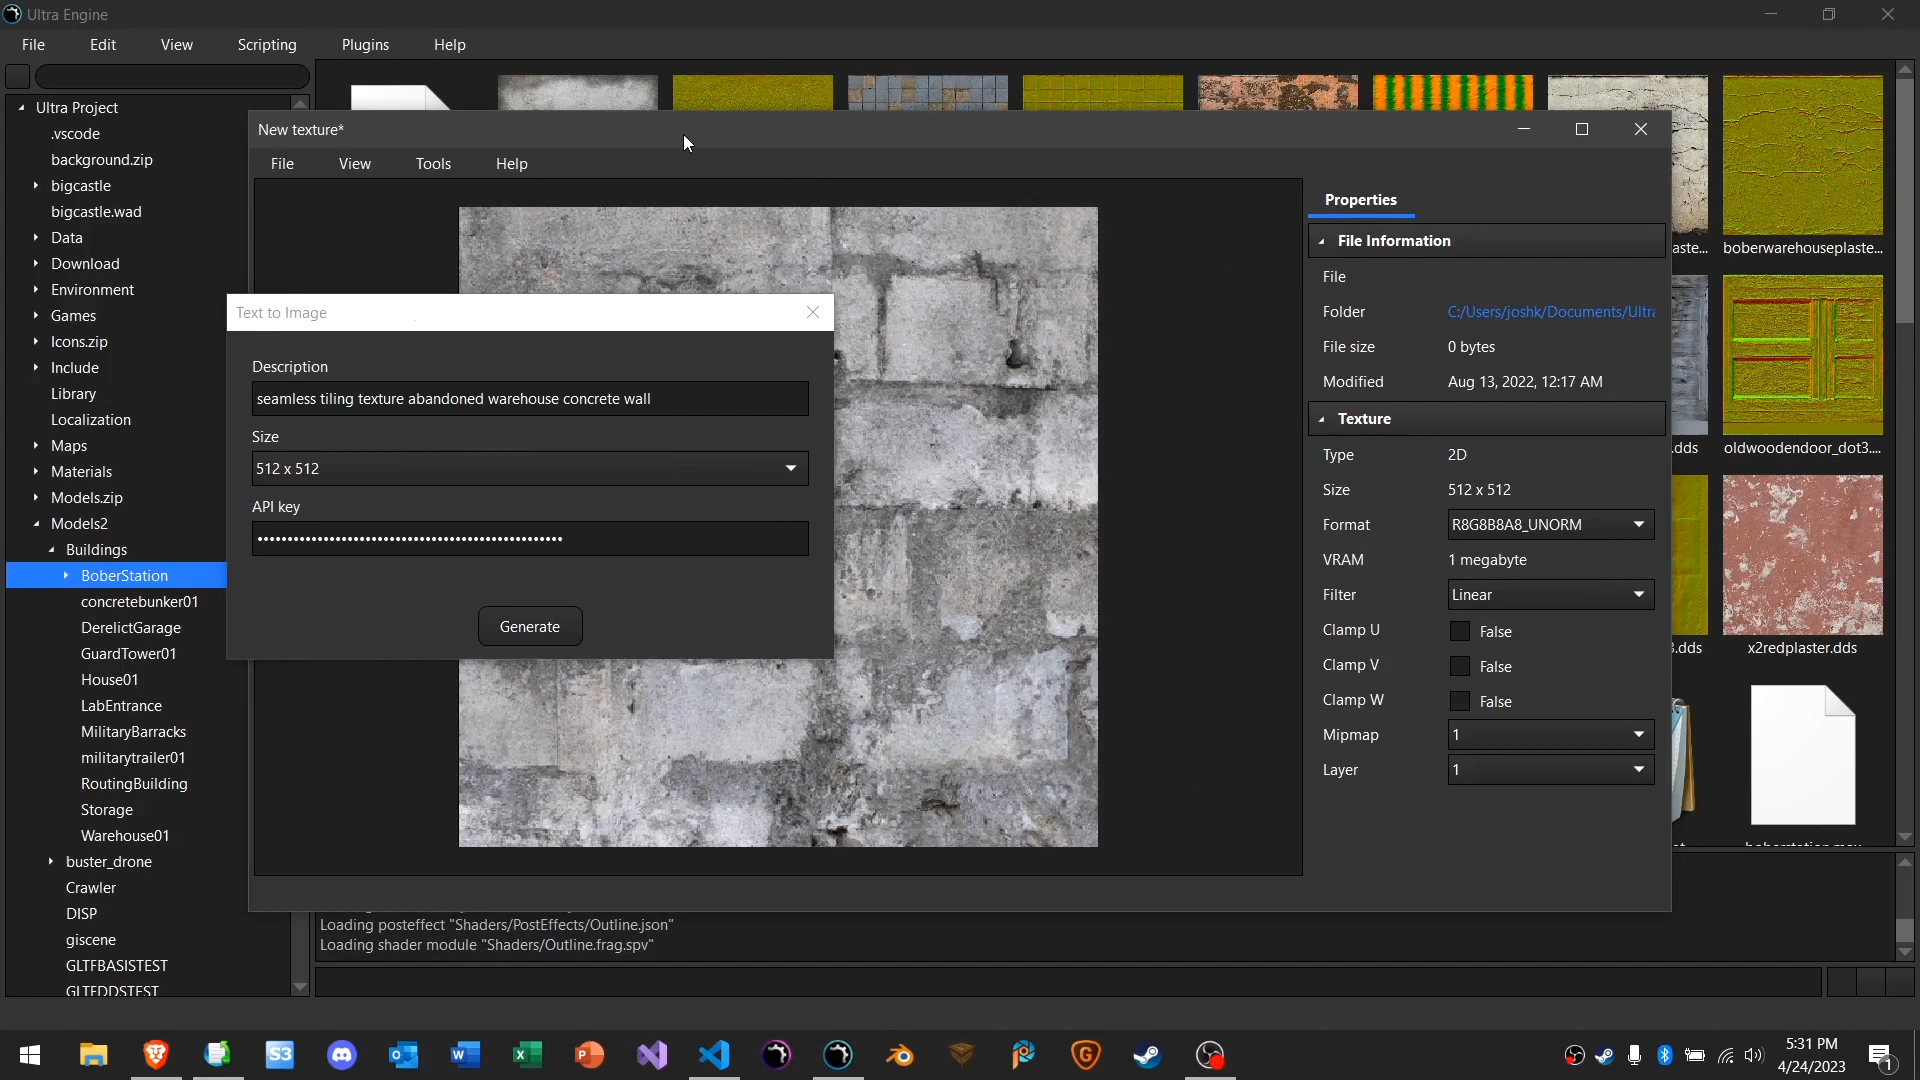 Ultra Engine
File Edit View Scripting Plugins Help
Ultra Project
.vscode
background.zip
bigcastle
bigcastle.wad
Data
Download
Environment
Games
Icons.zip
Include
Library
Localization
Maps
Materials
Models.zip
Models2
Buildings
BoberStation
concretebunker01
DerelictGarage
GuardTower01
House01
LabEntrance
MilitaryBarracks
militarytrailer01
RoutingBuilding
Storage
Warehouse01
buster_drone
Crawler
DISP
giscene
GLTFBASISTEST
GLTFDDSTEST
New texture*
File View Tools Help
Text to Image
Description
seamless tiling texture abandoned warehouse concrete wall
Size
512 x 512
API key
••••••••••••••••••••••••••••••••••••••••••••••••••••
Generate
Properties
File Information
File
Folder C:/Users/joshk/Documents/Ultra
File size 0 bytes
Modified Aug 13, 2022, 12:17 AM
Texture
Type 2D
Size 512 x 512
Format R8G8B8A8_UNORM
VRAM 1 megabyte
Filter Linear
Clamp U False
Clamp V False
Clamp W False
Mipmap 1
Layer 1
aste... boberwarehouseplaste...
.dds oldwoodendoor_dot3....
3.dds x2redplaster.dds
Loading posteffect "Shaders/PostEffects/Outline.json"
Loading shader module "Shaders/Outline.frag.spv"
5:31 PM
4/24/2023
1